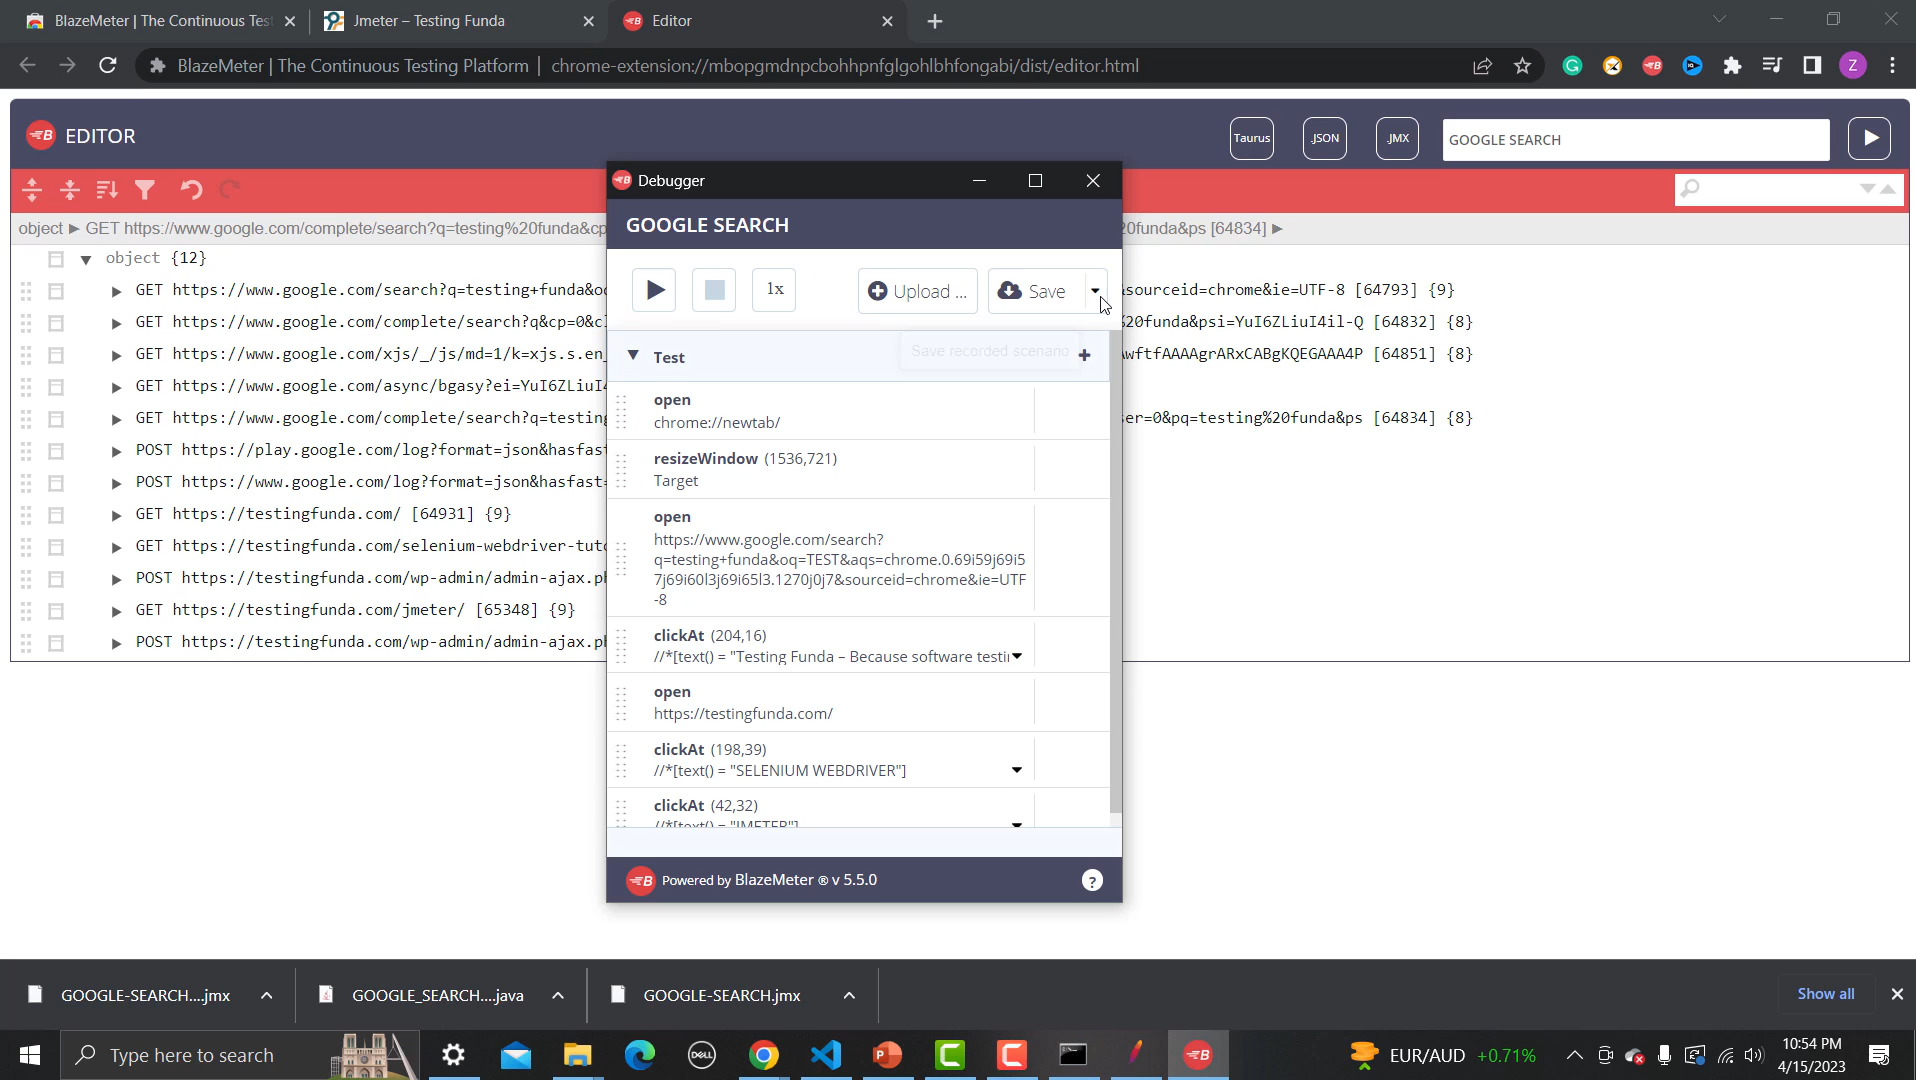 BlazeMeter | The Continuous Test
Jmeter – Testing Funda
Editor
BlazeMeter | The Continuous Testing Platform
chrome-extension://mbopgmdnpcbohhpnfglgohlbhfongabi/dist/editor.html
Z
EDITOR
Taurus
.JSON
.JMX
GOOGLE SEARCH
object ▶ GET https://www.google.com/complete/search?q=testing%20funda&cp
20funda&ps [64834] ▶
object {12}
GET https://www.google.com/search?q=testing+funda&o
&sourceid=chrome&ie=UTF-8 [64793] {9}
GET https://www.google.com/complete/search?q&cp=0&c
%20funda&psi=YuI6ZLiuI4il-Q [64832] {8}
GET https://www.google.com/xjs/_/js/md=1/k=xjs.s.en_
AwftfAAAAgrARxCABgKQEGAAA4P [64851] {8}
GET https://www.google.com/async/bgasy?ei=YuI6ZLiuI4
GET https://www.google.com/complete/search?q=testing
er=0&pq=testing%20funda&ps [64834] {8}
POST https://play.google.com/log?format=json&hasfast
POST https://www.google.com/log?format=json&hasfast=
GET https://testingfunda.com/ [64931] {9}
GET https://testingfunda.com/selenium-webdriver-tut
POST https://testingfunda.com/wp-admin/admin-ajax.p
GET https://testingfunda.com/jmeter/ [65348] {9}
POST https://testingfunda.com/wp-admin/admin-ajax.p
Debugger
GOOGLE SEARCH
1x
Upload ...
Save
Save recorded scenario
Test
open
chrome://newtab/
resizeWindow (1536,721)
Target
open
https://www.google.com/search?
q=testing+funda&oq=TEST&aqs=chrome.0.69i59j69i5
7j69i60l3j69i65l3.1270j0j7&sourceid=chrome&ie=UTF
-8
clickAt (204,16)
//*[text() = "Testing Funda – Because software testi
open
https://testingfunda.com/
clickAt (198,39)
//*[text() = "SELENIUM WEBDRIVER"]
clickAt (42,32)
//*[text() = "JMETER"]
Powered by BlazeMeter ® v 5.5.0
?
GOOGLE-SEARCH....jmx
GOOGLE_SEARCH....java
GOOGLE-SEARCH.jmx
Show all
Type here to search
DELL
EUR/AUD +0.71%
10:54 PM
4/15/2023